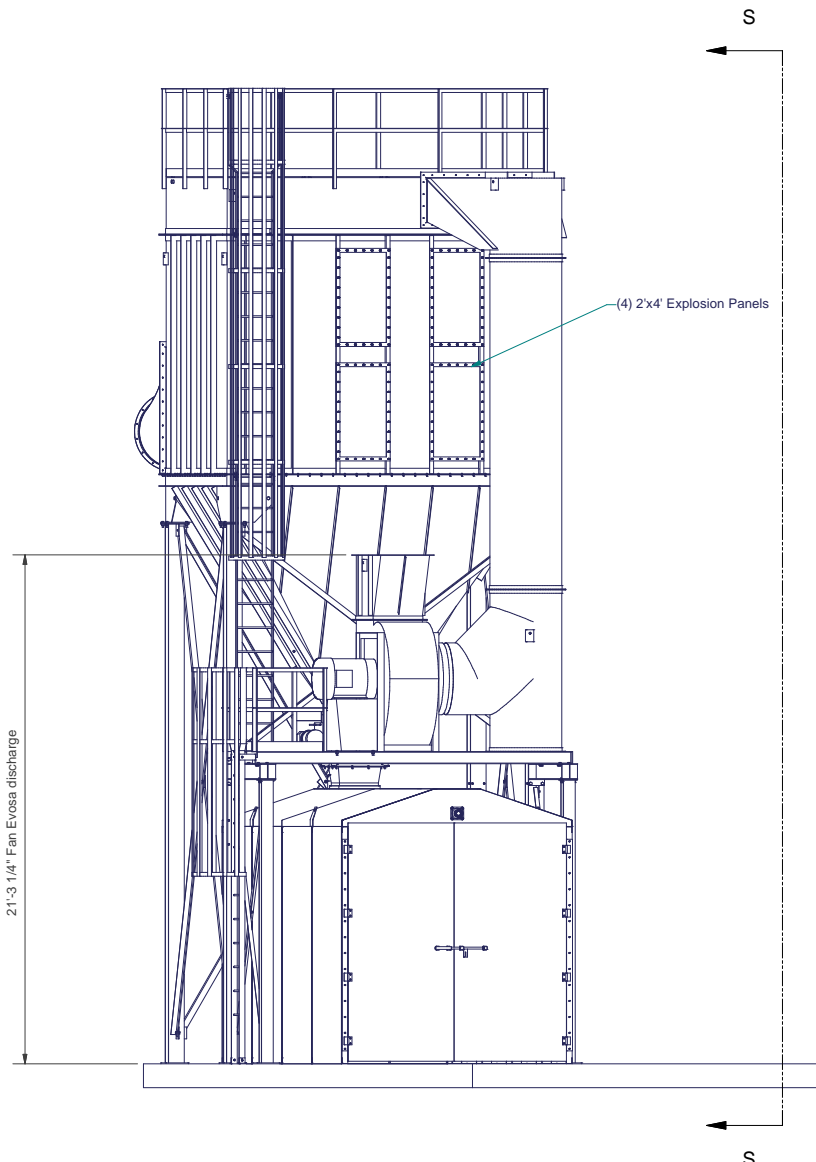 S
(4) 2'x4' Explosion Panels
21'-3 1/4" Fan Evosa discharge
S